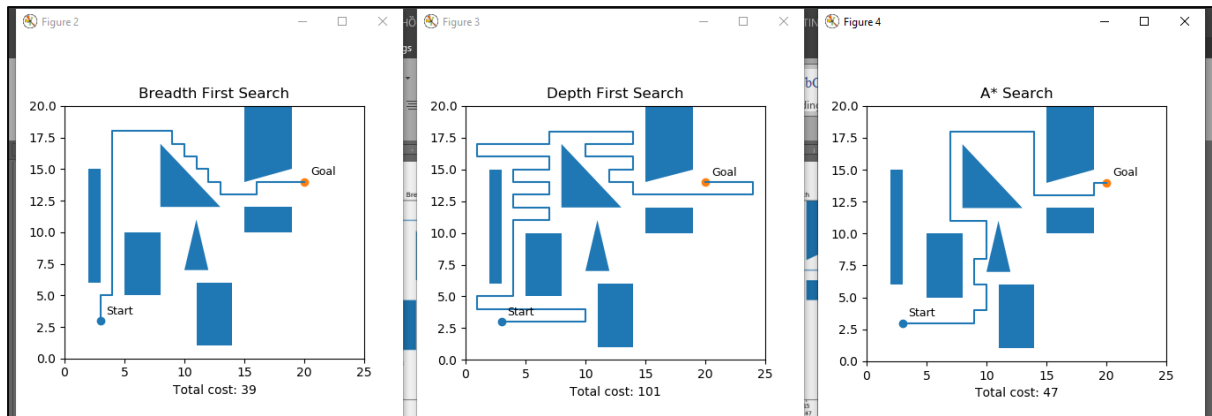 Figure 2
Breadth First Search
20.0
17.5
15.0
12.5
10.0
7.5
5.0
2.5
0.0
0 5 10 15 20 25
Goal
Start
Total cost: 39
Figure 3
Depth First Search
20.0
17.5
15.0
12.5
10.0
7.5
5.0
2.5
0.0
0 5 10 15 20 25
Goal
Start
Total cost: 101
Figure 4
A* Search
20.0
17.5
15.0
12.5
10.0
7.5
5.0
2.5
0.0
0 5 10 15 20 25
Goal
Start
Total cost: 47